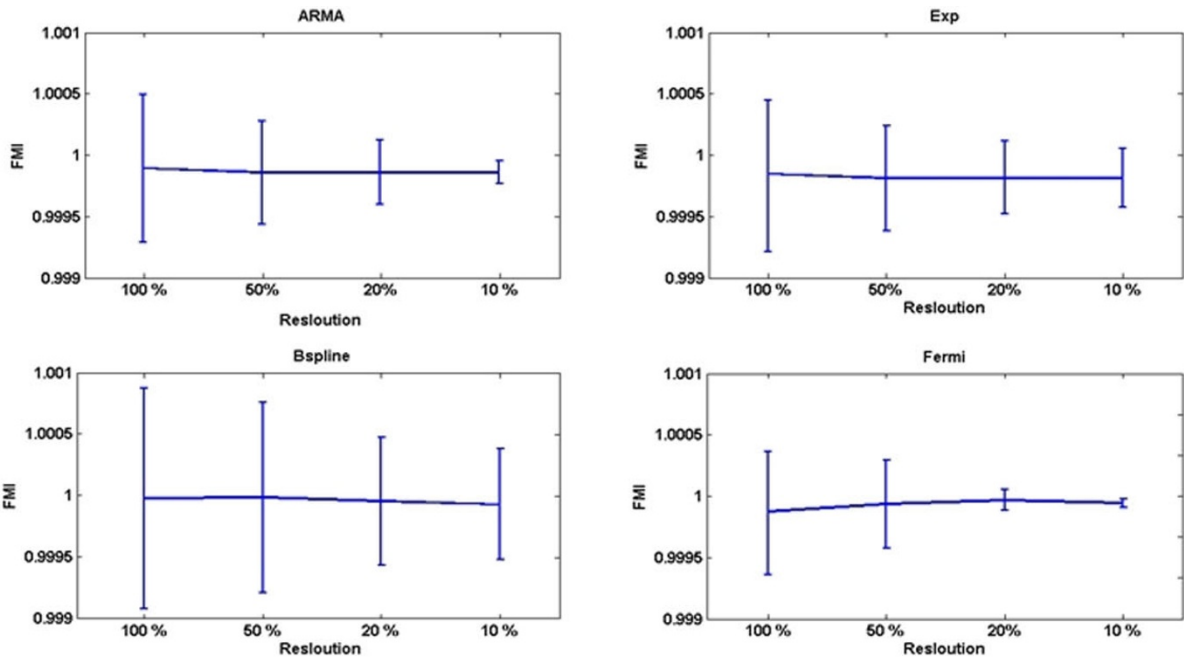 ARMA
1.001
1.0005
1
0.9995
0.999
FMI
100 % 50% 20% 10 %
Resloution
Exp
1.001
1.0005
1
0.9995
0.999
FMI
100 % 50% 20% 10 %
Resloution
Bspline
1.001
1.0005
1
0.9995
0.999
FMI
100 % 50 % 20 % 10 %
Resloution
Fermi
1.001
1.0005
1
0.9995
0.999
FMI
100 % 50 % 20% 10 %
Resloution